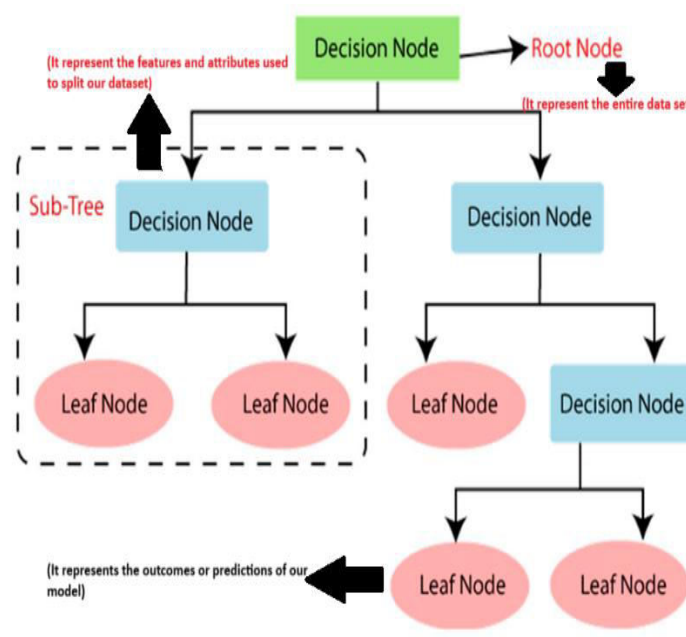 Decision Node
Root Node
(It represent the features and attributes used
to split our dataset)
(It represent the entire data se
Sub-Tree
Decision Node
Decision Node
Leaf Node
Leaf Node
Leaf Node
Decision Node
(It represents the outcomes or predictions of our
model)
Leaf Node
Leaf Node